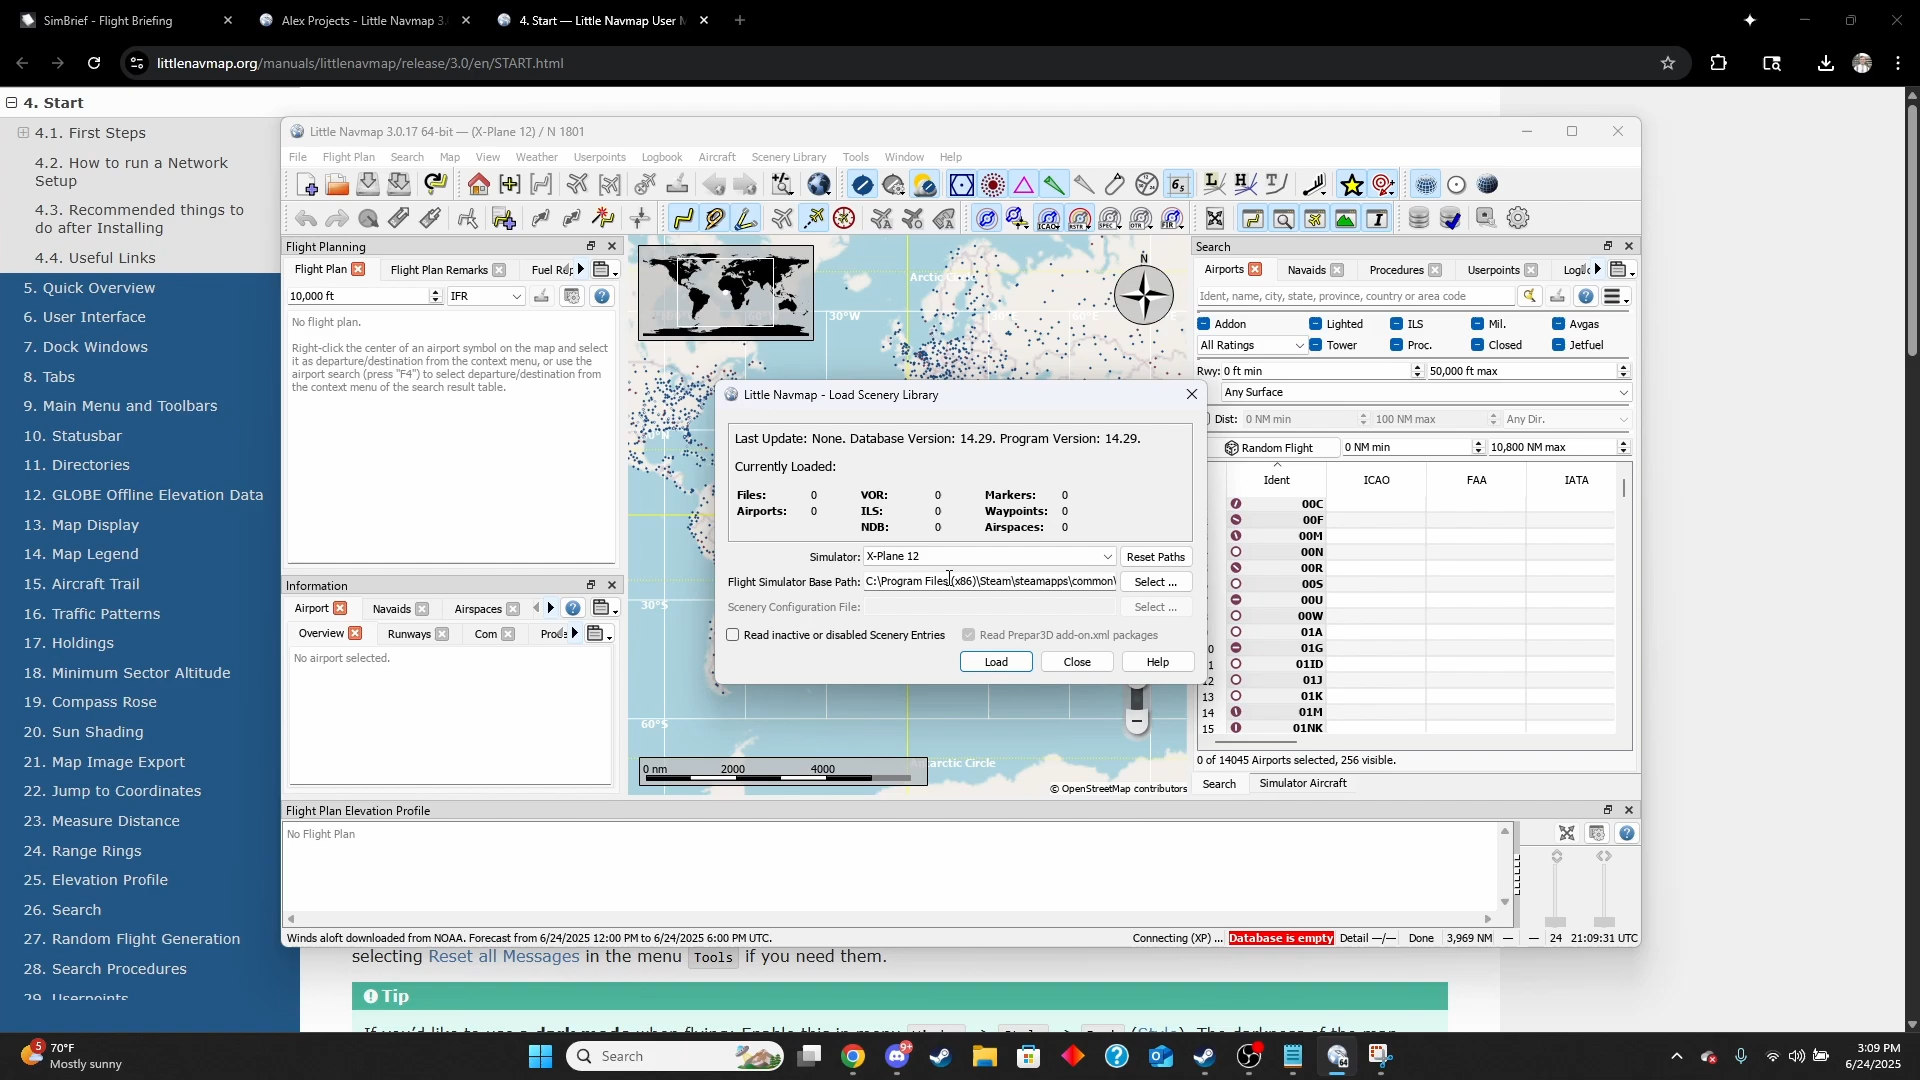 SimBrief - Flight Briefing
Alex Projects - Little Navmap 3.
4. Start — Little Navmap User
littlenavmap.org/manuals/littlenavmap/release/3.0/en/START.html
4. Start
4.1. First Steps
4.2. How to run a Network
Setup
4.3. Recommended things to
do after Installing
4.4. Useful Links
5. Quick Overview
6. User Interface
7. Dock Windows
8. Tabs
9. Main Menu and Toolbars
10. Statusbar
11. Directories
12. GLOBE Offline Elevation Data
13. Map Display
14. Map Legend
15. Aircraft Trail
16. Traffic Patterns
17. Holdings
18. Minimum Sector Altitude
19. Compass Rose
20. Sun Shading
21. Map Image Export
22. Jump to Coordinates
23. Measure Distance
24. Range Rings
25. Elevation Profile
26. Search
27. Random Flight Generation
28. Search Procedures
29. Userpoints
Little Navmap 3.0.17 64-bit — (X-Plane 12) / N 1801
File Flight Plan Search Map View Weather Userpoints Logbook Aircraft Scenery Library Tools Window Help
Flight Planning
Flight Plan Flight Plan Remarks Fuel Rep
10,000 ft IFR
No flight plan.
Right-click the center of an airport symbol on the map and select
it as departure/destination from the context menu, or use the
airport search (press "F4") to select departure/destination from
the context menu of the search result table.
Information
Airport Navaids Airspaces
Overview Runways Com Proce
No airport selected.
N
Arctic
30°W
30°S
60°S
0 nm 2000 4000
Antarctic Circle
© OpenStreetMap contributors
Little Navmap - Load Scenery Library
Last Update: None. Database Version: 14.29. Program Version: 14.29.
Currently Loaded:
Files: 0 VOR: 0 Markers: 0
Airports: 0 ILS: 0 Waypoints: 0
NDB: 0 Airspaces: 0
Simulator: X-Plane 12 Reset Paths
Flight Simulator Base Path: C:\Program Files (x86)\Steam\steamapps\common\ Select ...
Scenery Configuration File: Select ...
Read inactive or disabled Scenery Entries Read Prepar3D add-on.xml packages
Load Close Help
Search
Airports Navaids Procedures Userpoints
Ident, name, city, state, province, country or area code
Addon Lighted ILS Mil. Avgas
All Ratings Tower Proc. Closed Jetfuel
Rwy: 0 ft min 50,000 ft max
Any Surface
Dist: 0 NM min 100 NM max Any Dir.
Random Flight 0 NM min 10,800 NM max
Ident ICAO FAA IATA
00C
00F
00M
00N
00R
00S
00U
00W
01A
01G
01ID
12 01J
13 01K
14 01M
15 01NK
0 of 14045 Airports selected, 256 visible.
Search Simulator Aircraft
Flight Plan Elevation Profile
No Flight Plan
Winds aloft downloaded from NOAA. Forecast from 6/24/2025 12:00 PM to 6/24/2025 6:00 PM UTC.
Connecting (XP) ... Database is empty Detail —/— Done 3,969 NM — — 24 21:09:31 UTC
selecting Reset all Messages in the menu Tools if you need them.
Tip
5
70°F
Mostly sunny
Search
9+
3:09 PM
6/24/2025